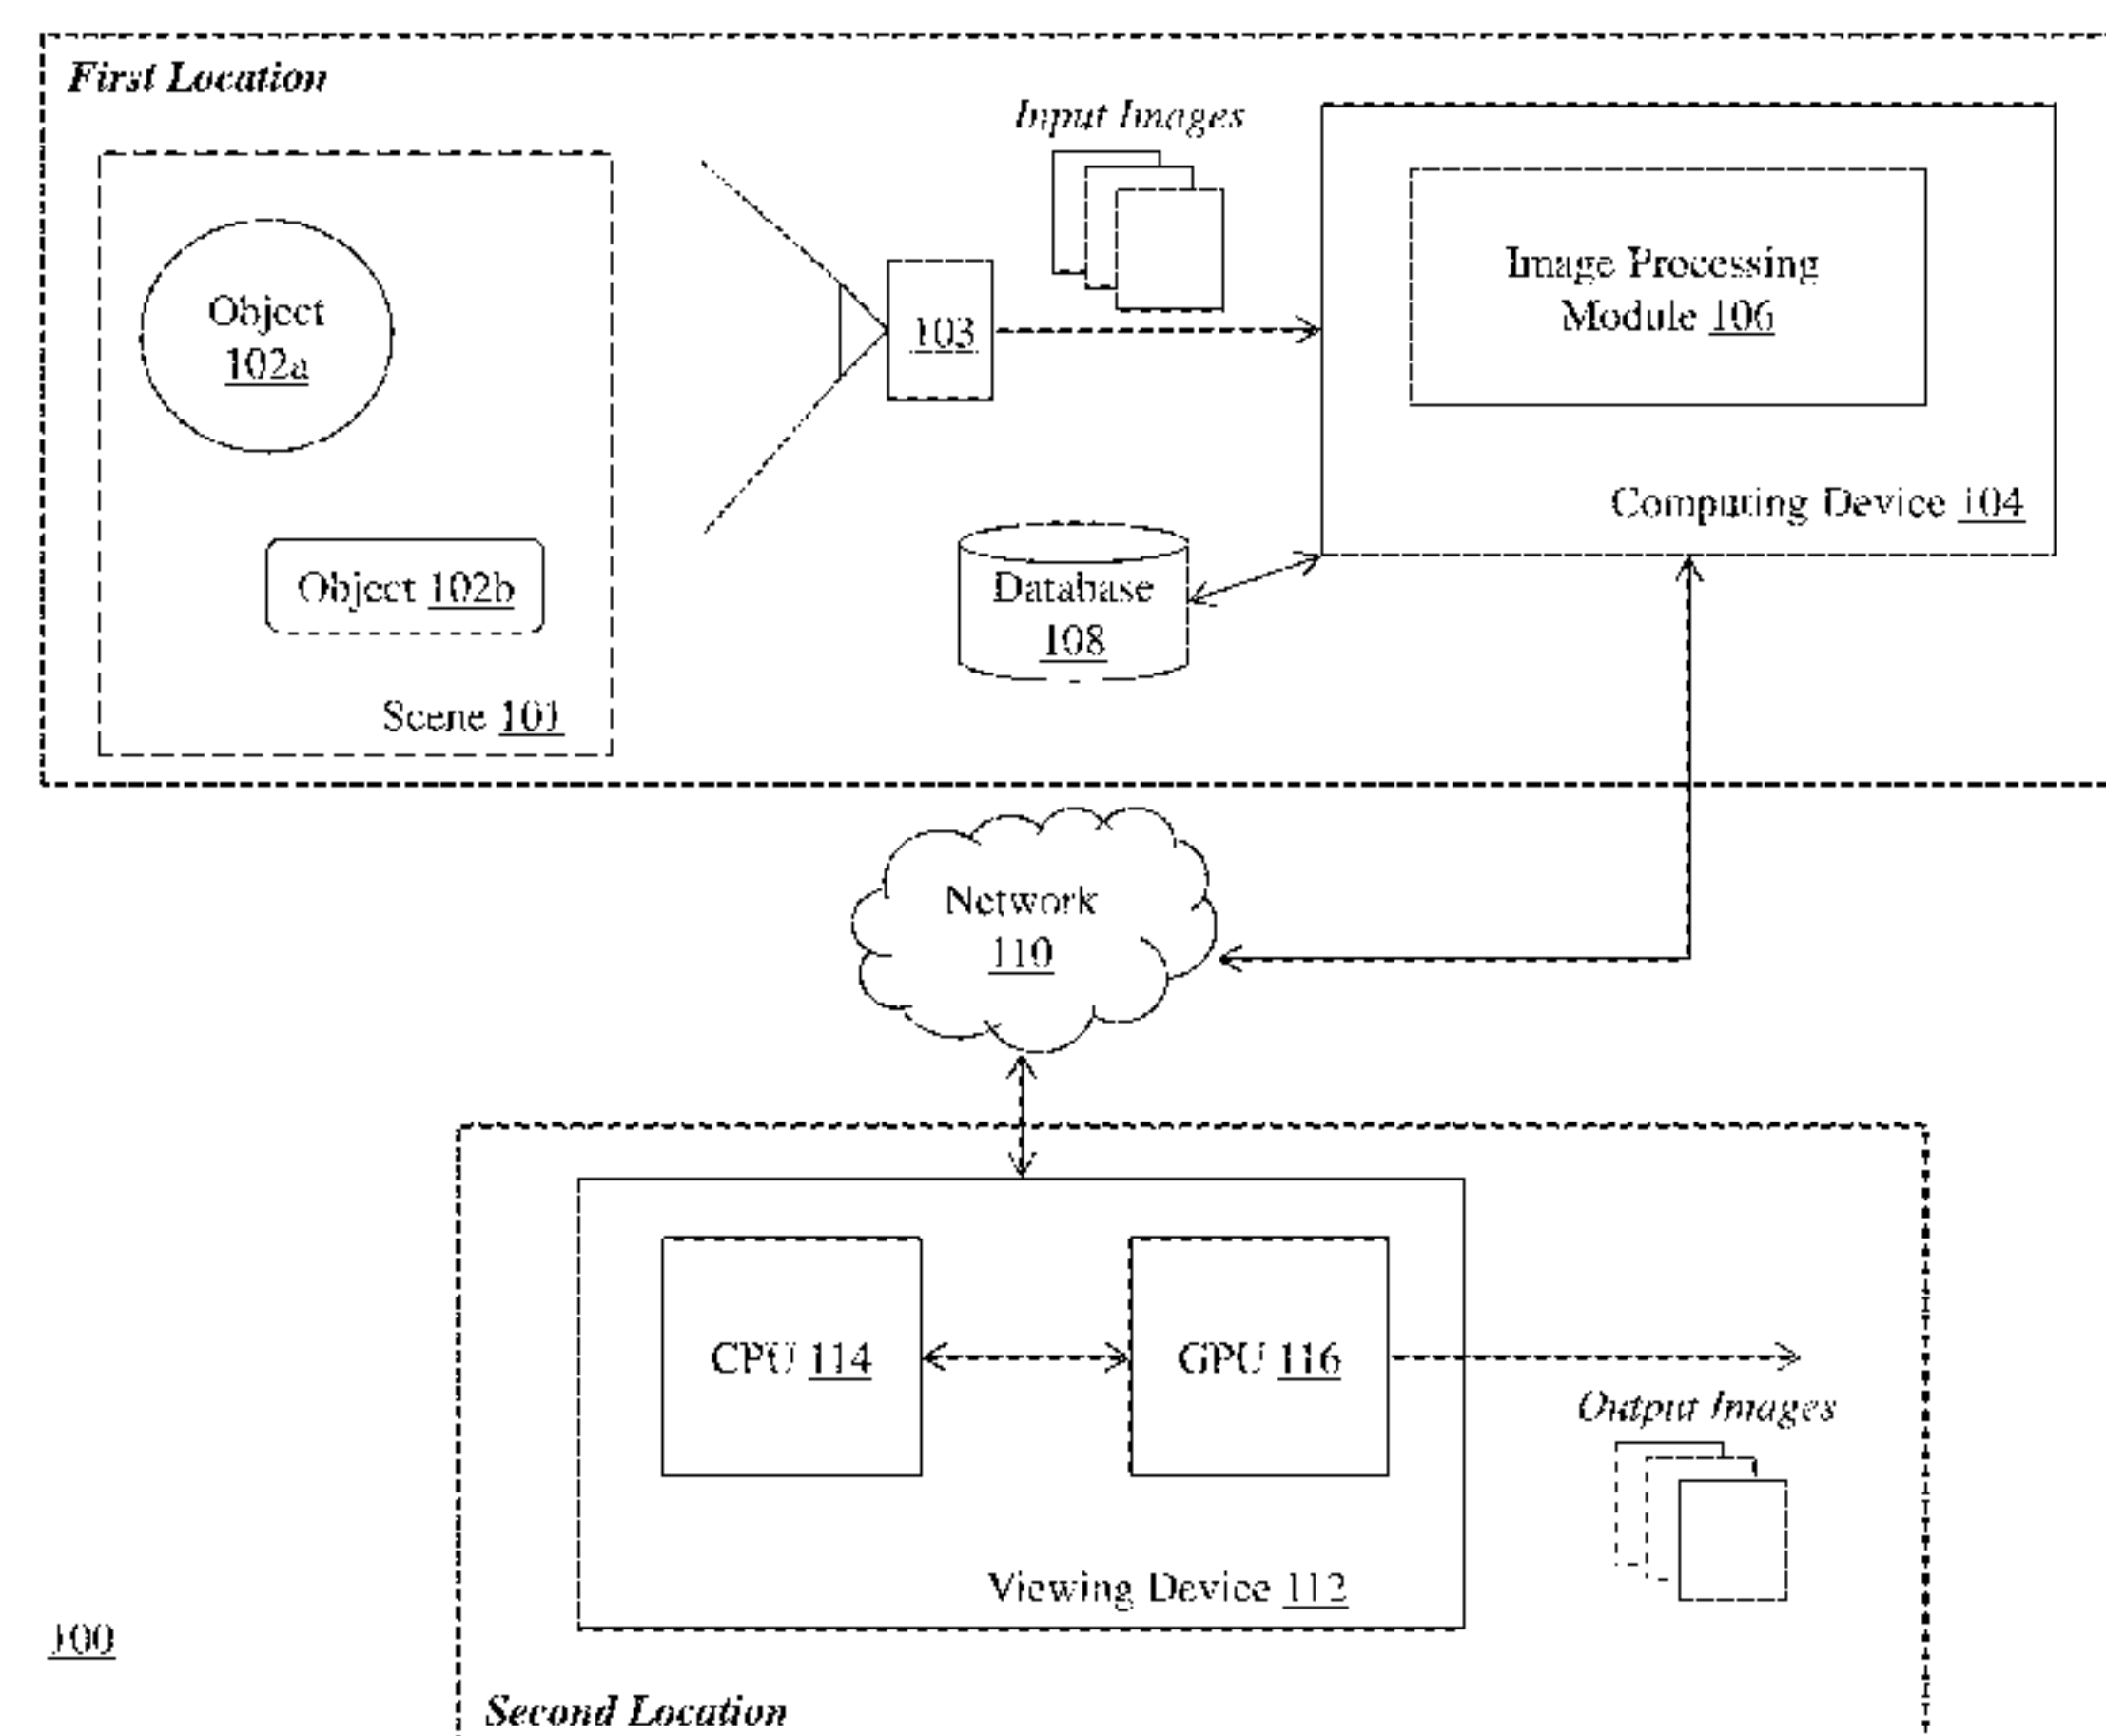 First Location
Input Images
Object
102a
103
Image Processing
Module 106
Computing Device 104
Database
108
Object 102b
Scene 101
Network
110
CPU 114
GPU 116
Output Images
Viewing Device 112
100
Second Location